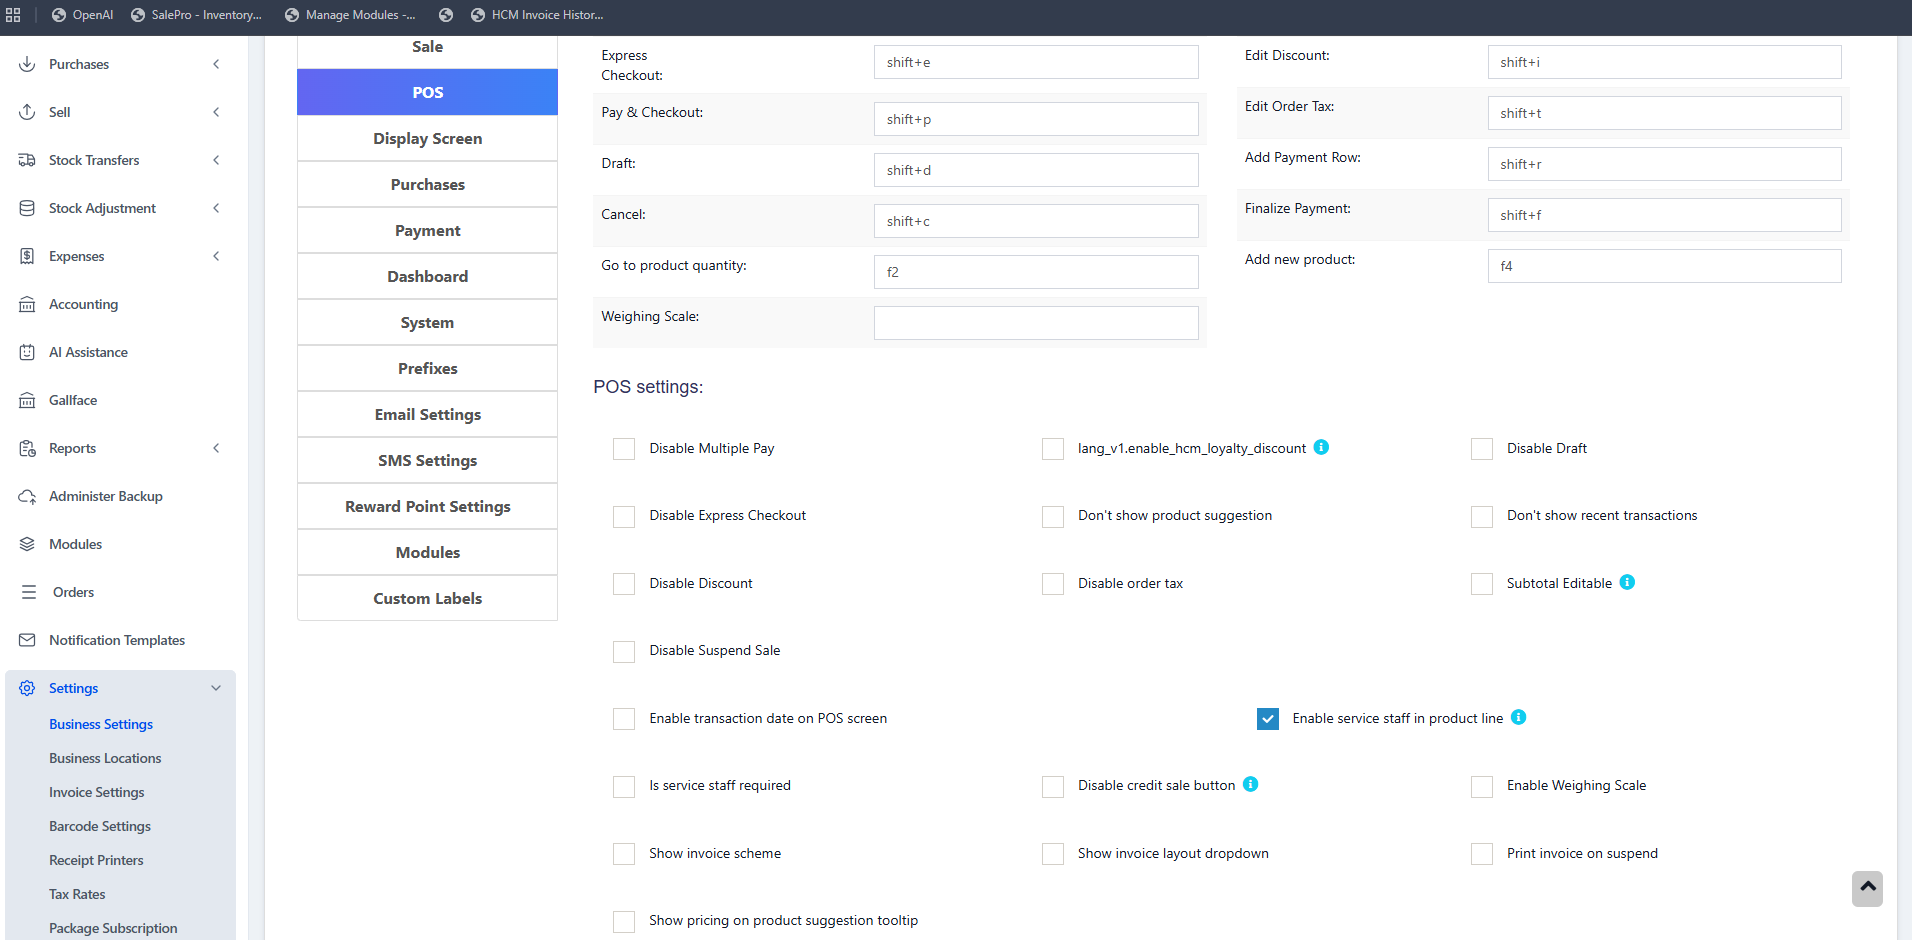 OpenAI
SalePro - Inventory...
Manage Modules -...
HCM Invoice Histor...
Purchases
Sell
Stock Transfers
Stock Adjustment
Expenses
Accounting
AI Assistance
Gallface
Reports
Administer Backup
Modules
Orders
Notification Templates
Settings
Business Settings
Business Locations
Invoice Settings
Barcode Settings
Receipt Printers
Tax Rates
Package Subscription
Sale
POS
Display Screen
Purchases
Payment
Dashboard
System
Prefixes
Email Settings
SMS Settings
Reward Point Settings
Modules
Custom Labels
Express
Checkout:
shift+e
Pay & Checkout:
shift+p
Draft:
shift+d
Cancel:
shift+c
Go to product quantity:
f2
Weighing Scale:
Edit Discount:
shift+i
Edit Order Tax:
shift+t
Add Payment Row:
shift+r
Finalize Payment:
shift+f
Add new product:
f4
POS settings:
Disable Multiple Pay
lang_v1.enable_hcm_loyalty_discount
Disable Draft
Disable Express Checkout
Don't show product suggestion
Don't show recent transactions
Disable Discount
Disable order tax
Subtotal Editable
Disable Suspend Sale
Enable transaction date on POS screen
Enable service staff in product line
Is service staff required
Disable credit sale button
Enable Weighing Scale
Show invoice scheme
Show invoice layout dropdown
Print invoice on suspend
Show pricing on product suggestion tooltip